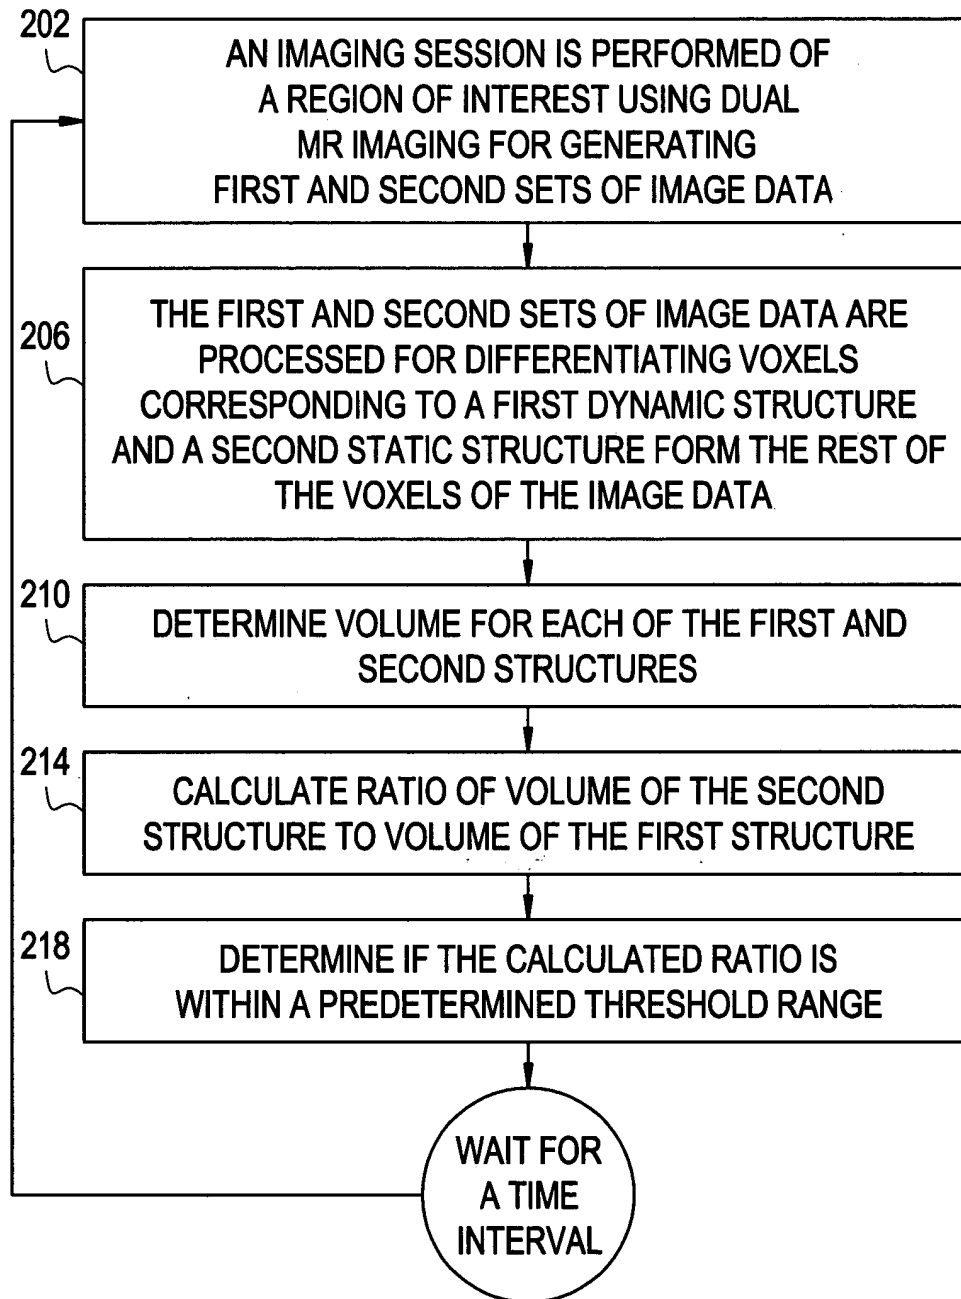 202
AN IMAGING SESSION IS PERFORMED OF
A REGION OF INTEREST USING DUAL
MR IMAGING FOR GENERATING
FIRST AND SECOND SETS OF IMAGE DATA
206
THE FIRST AND SECOND SETS OF IMAGE DATA ARE
PROCESSED FOR DIFFERENTIATING VOXELS
CORRESPONDING TO A FIRST DYNAMIC STRUCTURE
AND A SECOND STATIC STRUCTURE FORM THE REST OF
THE VOXELS OF THE IMAGE DATA
210
DETERMINE VOLUME FOR EACH OF THE FIRST AND
SECOND STRUCTURES
214
CALCULATE RATIO OF VOLUME OF THE SECOND
STRUCTURE TO VOLUME OF THE FIRST STRUCTURE
218
DETERMINE IF THE CALCULATED RATIO IS
WITHIN A PREDETERMINED THRESHOLD RANGE
WAIT FOR
A TIME
INTERVAL